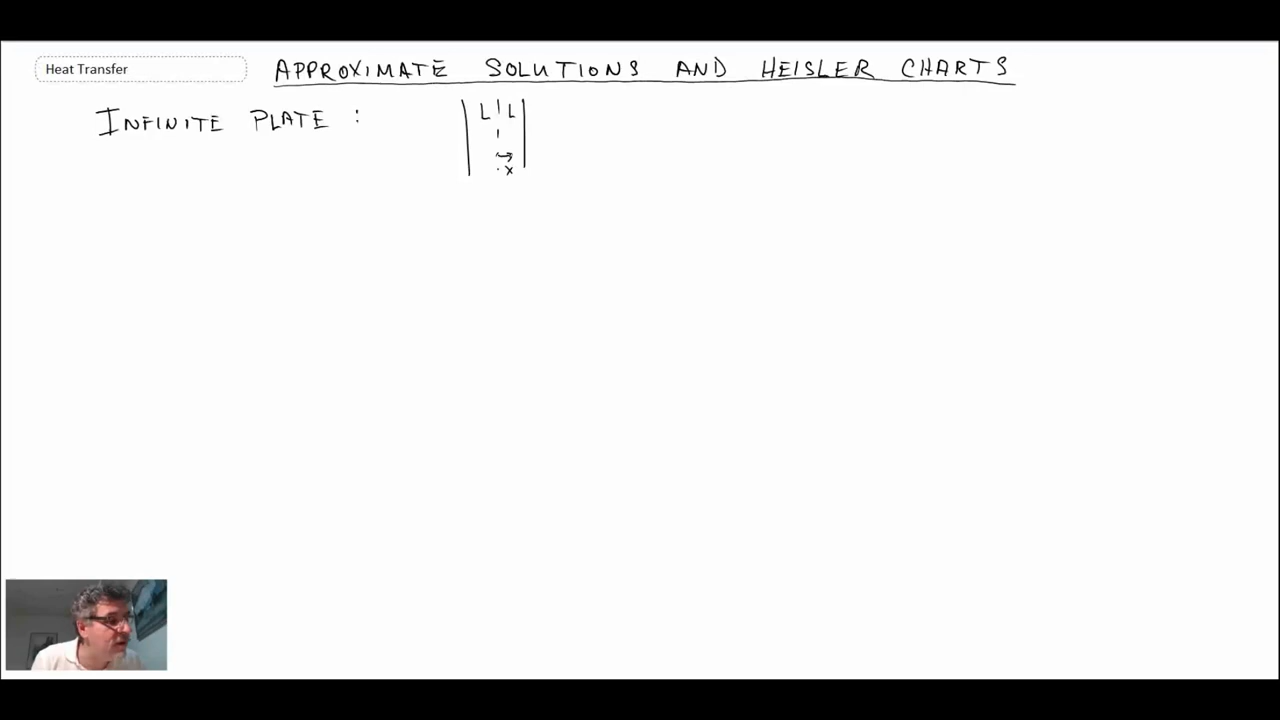 Heat Transfer
APPROXIMATE SOLUTIONS AND HEISLER CHARTS
INFINITE PLATE :
L L
x